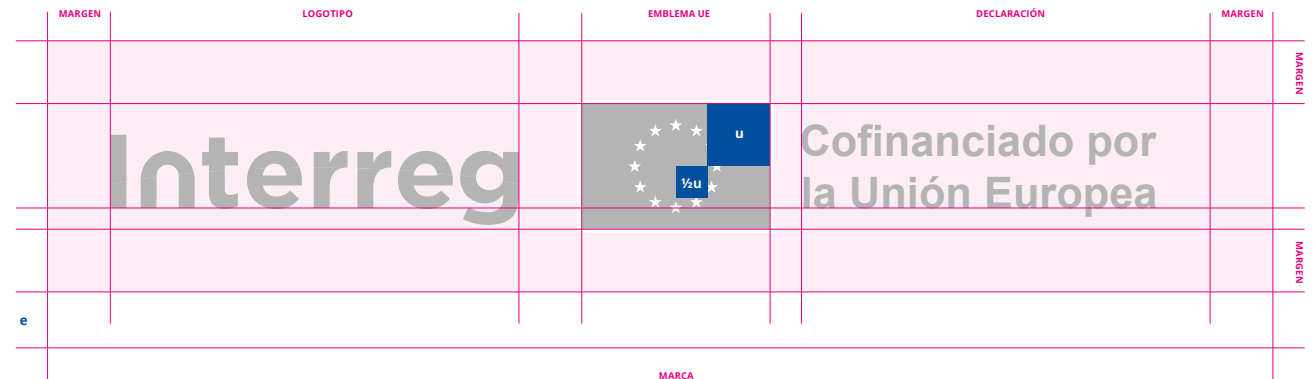 MARGEN LOGOTIPO EMBLEMA UE DECLARACIÓN MARGEN
MARGEN
Interreg
u
½u
Cofinanciado por
la Unión Europea
MARGEN
e
MARCA